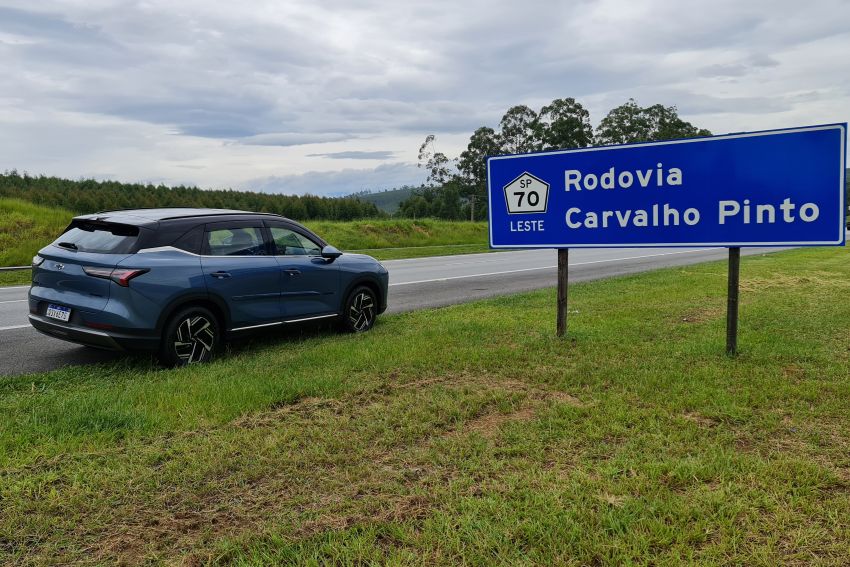 SP
70
LESTE
Rodovia
Carvalho Pinto